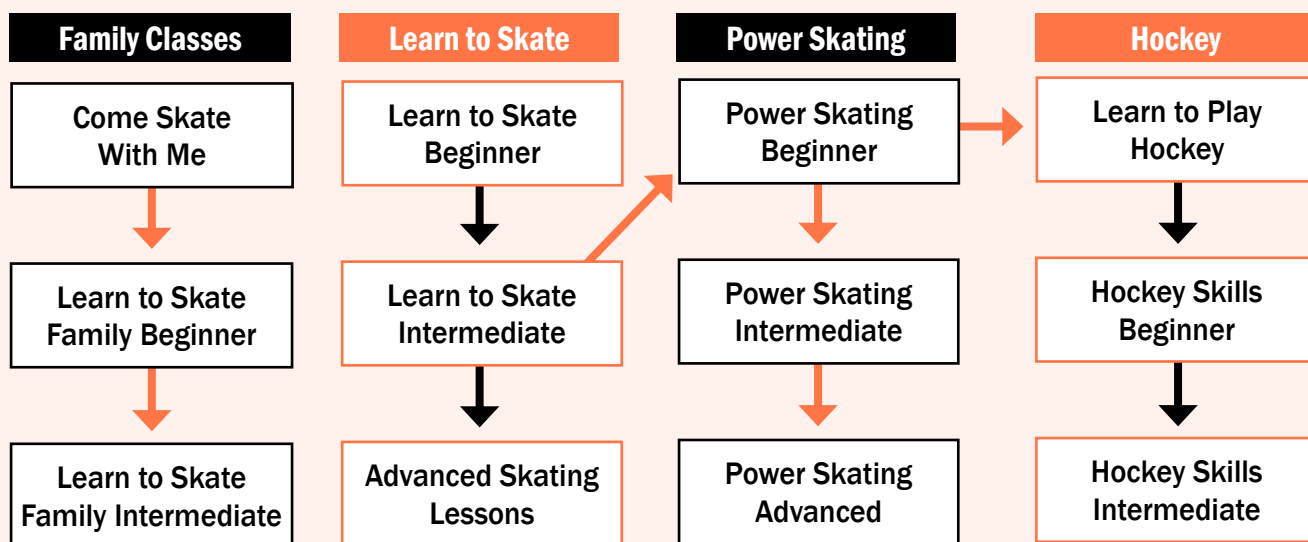 Family Classes
Come Skate
With Me
Learn to Skate
Family Beginner
Learn to Skate
Family Intermediate
Learn to Skate
Learn to Skate
Beginner
Learn to Skate
Intermediate
Advanced Skating
Lessons
Power Skating
Power Skating
Beginner
Power Skating
Intermediate
Power Skating
Advanced
Hockey
Learn to Play
Hockey
Hockey Skills
Beginner
Hockey Skills
Intermediate